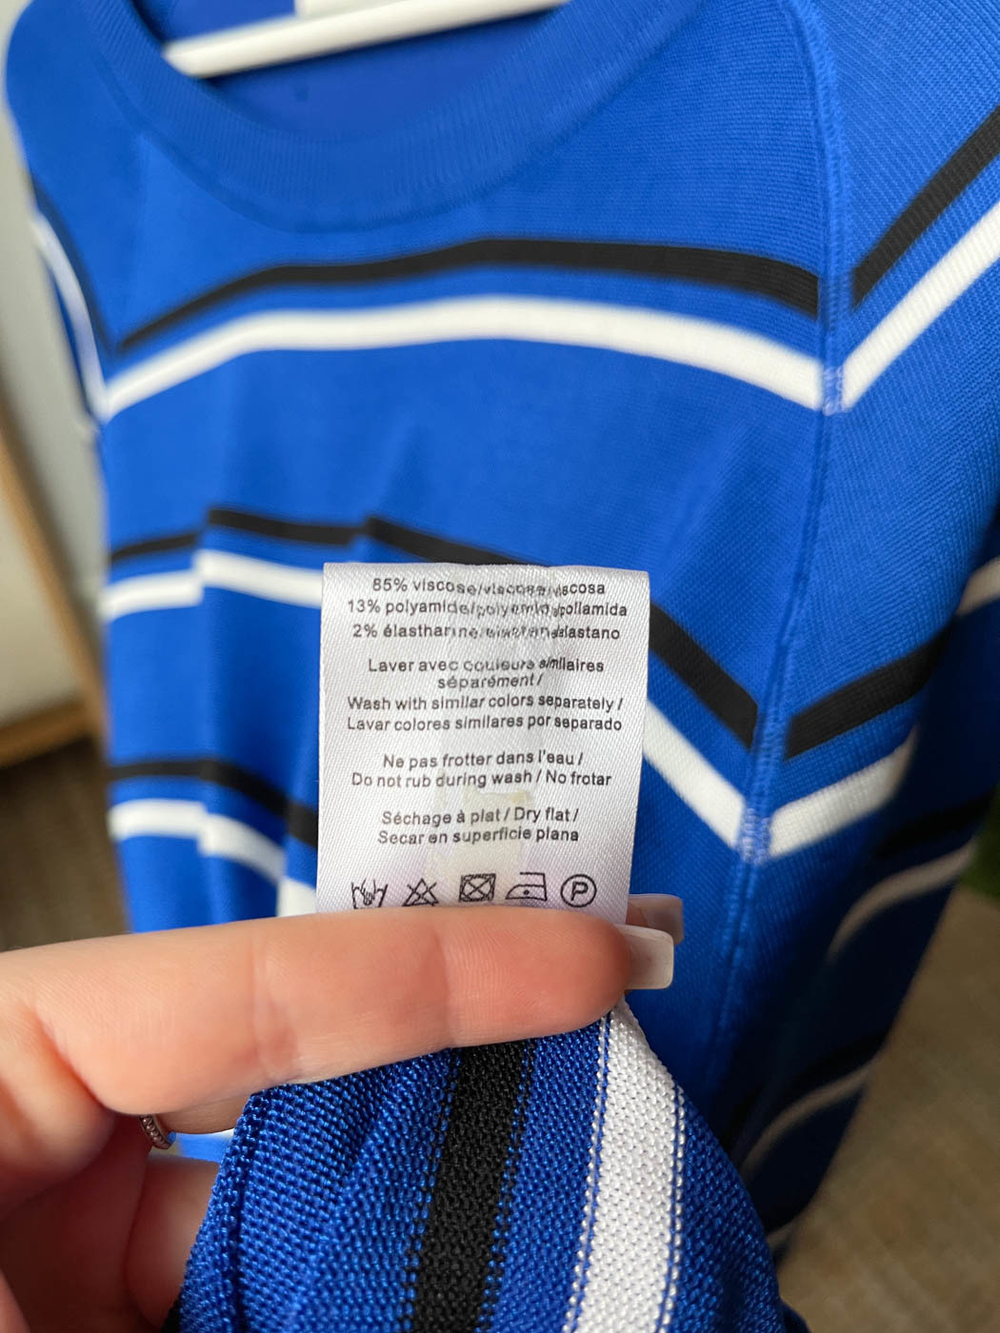 85% viscose/viscose/viscosa
13% polyamide/polyamid/poliamida
2% élasthanne/elastan/elastano
Laver avec couleurs similaires
séparément/
Wash with similar colors separately/
Lavar colores similares por separado
Ne pas frotter dans l'eau/
Do not rub during wash/No frotar
Séchage à plat/Dry flat/
Secar en superficie plana
P